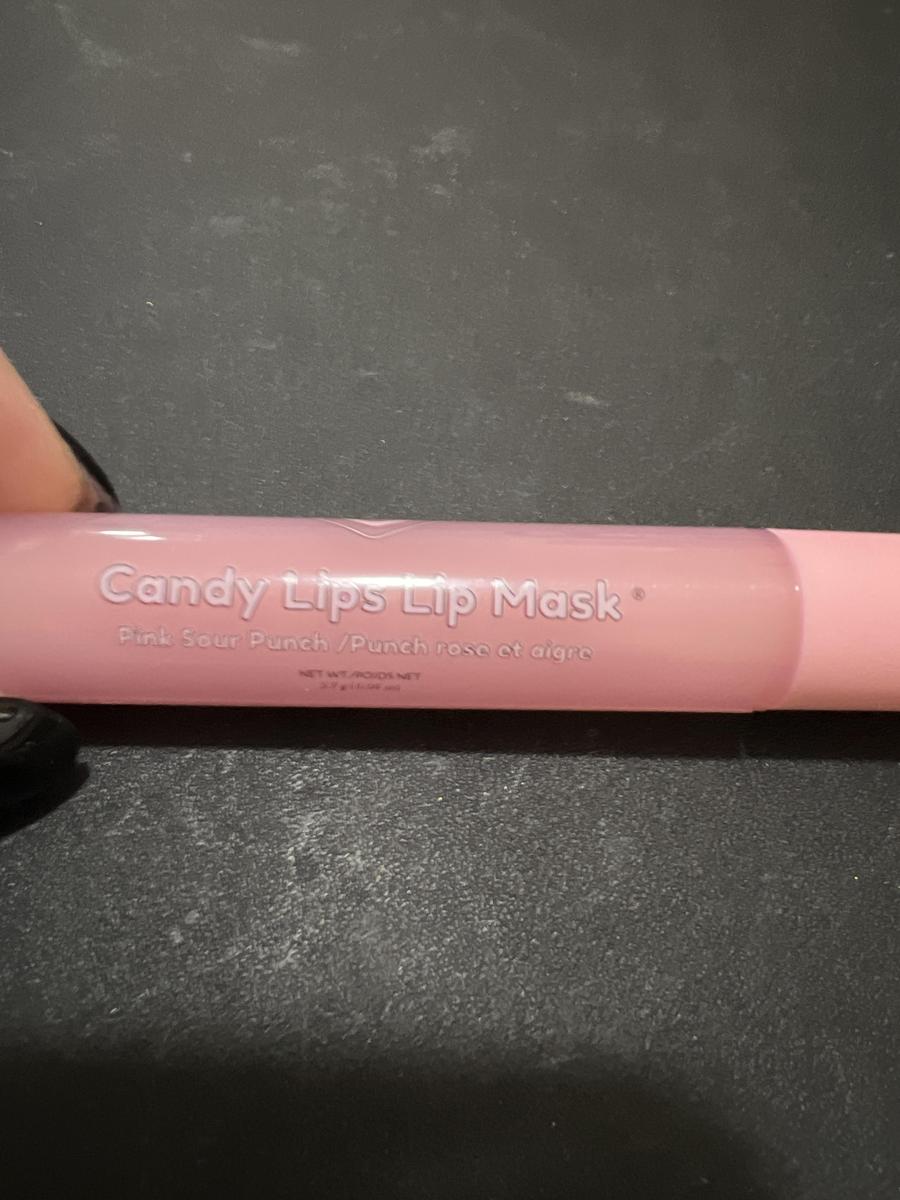 Candy Lips Lip Mask ®
Pink Sour Punch /Punch rose et aigre
NET WT./POIDS NET